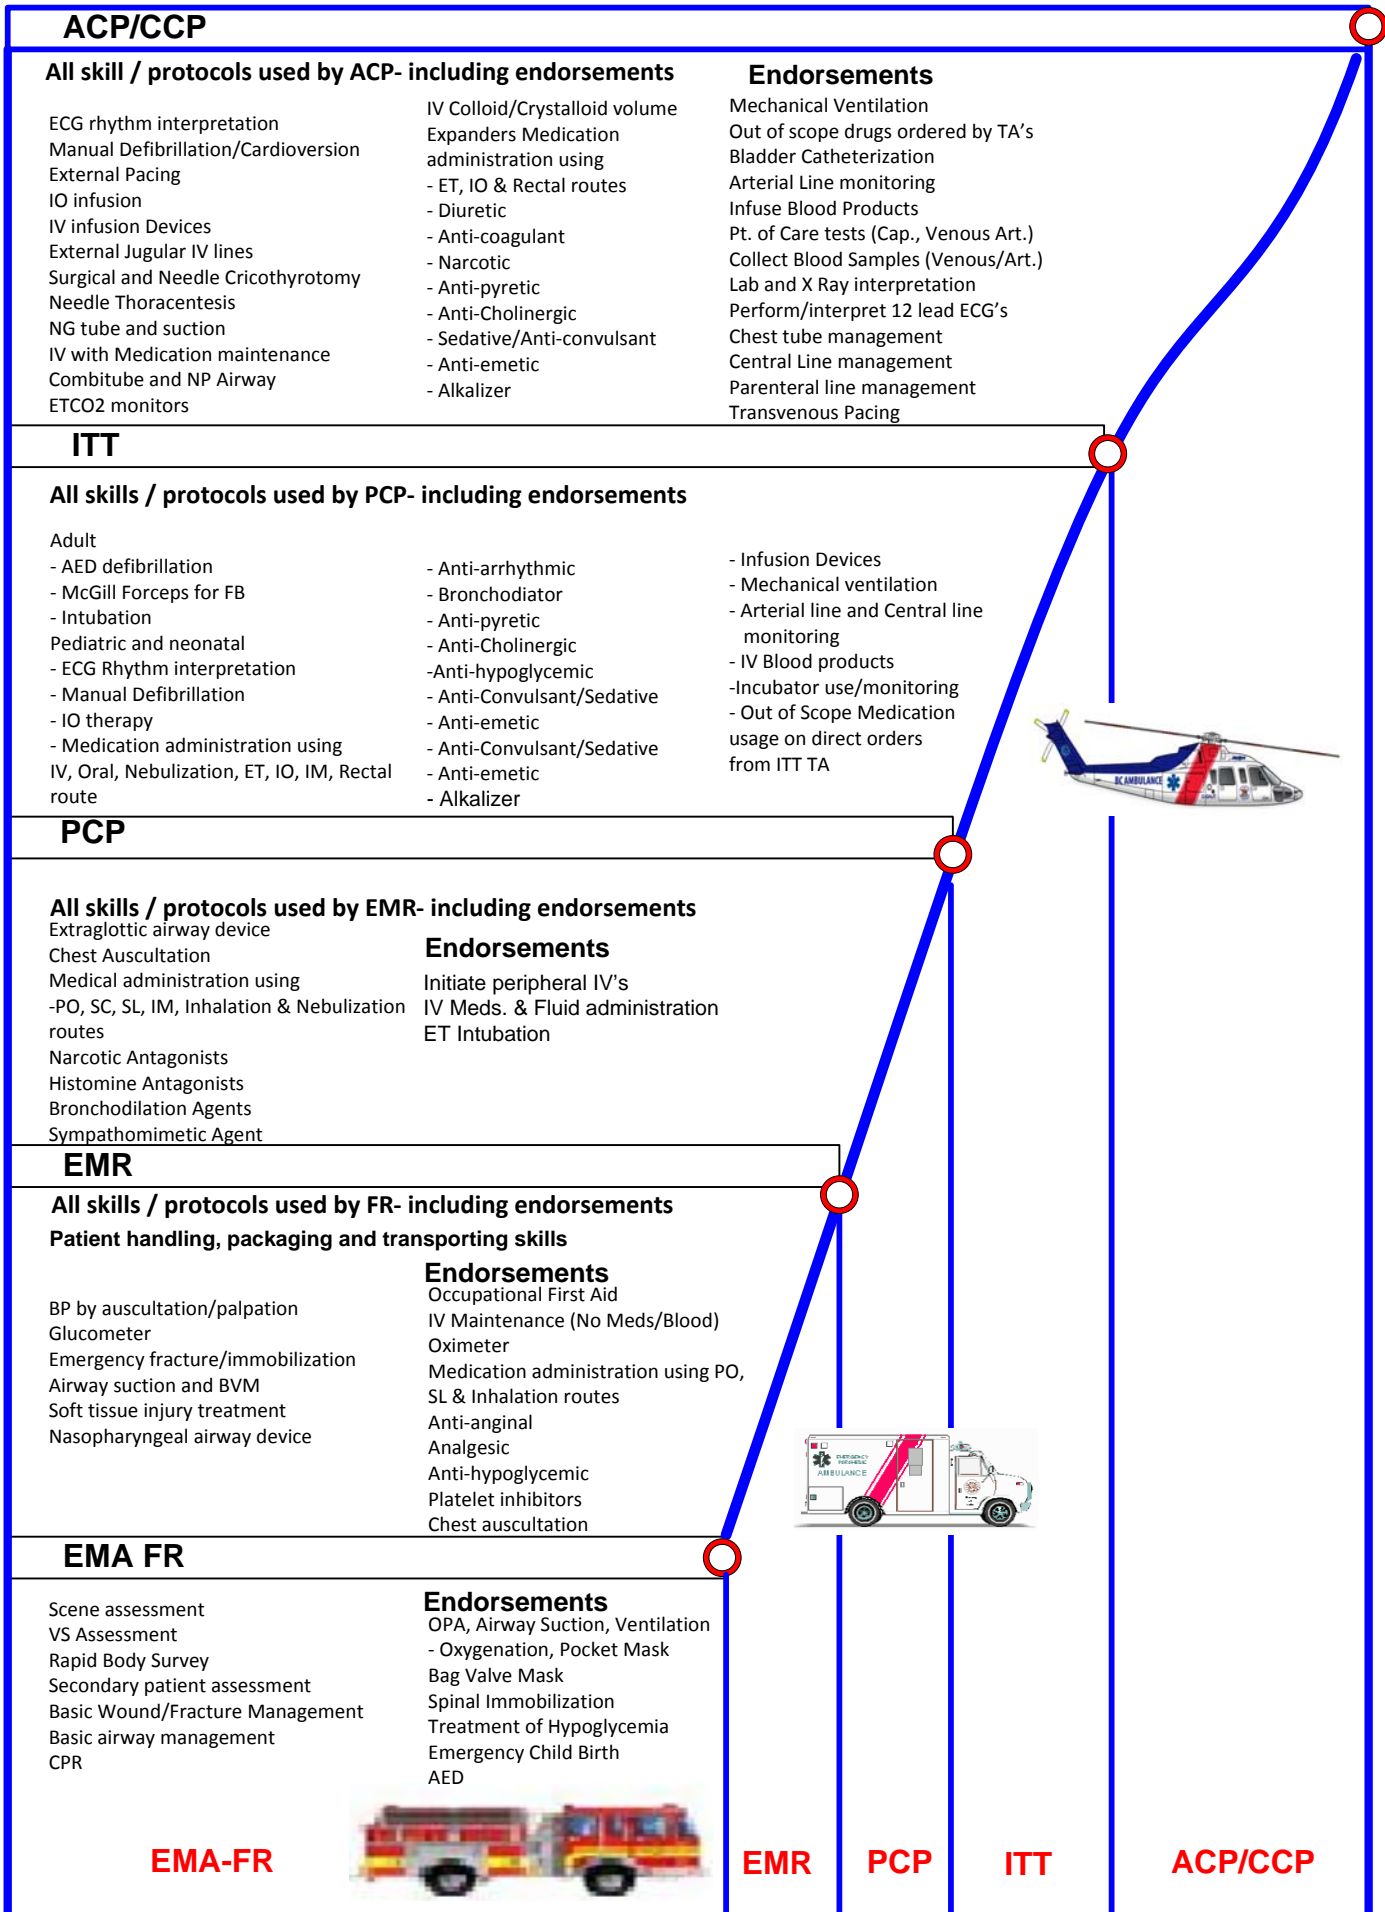 ACP/CCP
All skill / protocols used by ACP- including endorsements
ECG rhythm interpretation
Manual Defibrillation/Cardioversion
External Pacing
IO infusion
IV infusion Devices
External Jugular IV lines
Surgical and Needle Cricothyrotomy
Needle Thoracentesis
NG tube and suction
IV with Medication maintenance
Combitube and NP Airway
ETCO2 monitors
IV Colloid/Crystalloid volume
Expanders Medication
administration using
- ET, IO & Rectal routes
- Diuretic
- Anti-coagulant
- Narcotic
- Anti-pyretic
- Anti-Cholinergic
- Sedative/Anti-convulsant
- Anti-emetic
- Alkalizer
Endorsements
Mechanical Ventilation
Out of scope drugs ordered by TA's
Bladder Catheterization
Arterial Line monitoring
Infuse Blood Products
Pt. of Care tests (Cap., Venous Art.)
Collect Blood Samples (Venous/Art.)
Lab and X Ray interpretation
Perform/interpret 12 lead ECG's
Chest tube management
Central Line management
Parenteral line management
Transvenous Pacing
ITT
All skills / protocols used by PCP- including endorsements
Adult
- AED defibrillation
- McGill Forceps for FB
- Intubation
Pediatric and neonatal
- ECG Rhythm interpretation
- Manual Defibrillation
- IO therapy
- Medication administration using
IV, Oral, Nebulization, ET, IO, IM, Rectal
route
- Anti-arrhythmic
- Bronchodiator
- Anti-pyretic
- Anti-Cholinergic
-Anti-hypoglycemic
- Anti-Convulsant/Sedative
- Anti-emetic
- Anti-Convulsant/Sedative
- Anti-emetic
- Alkalizer
- Infusion Devices
- Mechanical ventilation
- Arterial line and Central line
monitoring
- IV Blood products
-Incubator use/monitoring
- Out of Scope Medication
usage on direct orders
from ITT TA
BC AMBULANCE
PCP
All skills / protocols used by EMR- including endorsements
Extraglottic airway device
Chest Auscultation
Medical administration using
-PO, SC, SL, IM, Inhalation & Nebulization
routes
Narcotic Antagonists
Histomine Antagonists
Bronchodilation Agents
Sympathomimetic Agent
Endorsements
Initiate peripheral IV's
IV Meds. & Fluid administration
ET Intubation
EMR
All skills / protocols used by FR- including endorsements
Patient handling, packaging and transporting skills
BP by auscultation/palpation
Glucometer
Emergency fracture/immobilization
Airway suction and BVM
Soft tissue injury treatment
Nasopharyngeal airway device
Endorsements
Occupational First Aid
IV Maintenance (No Meds/Blood)
Oximeter
Medication administration using PO,
SL & Inhalation routes
Anti-anginal
Analgesic
Anti-hypoglycemic
Platelet inhibitors
Chest auscultation
EMERGENCY
PARAMEDIC
AMBULANCE
EMA FR
Scene assessment
VS Assessment
Rapid Body Survey
Secondary patient assessment
Basic Wound/Fracture Management
Basic airway management
CPR
Endorsements
OPA, Airway Suction, Ventilation
- Oxygenation, Pocket Mask
Bag Valve Mask
Spinal Immobilization
Treatment of Hypoglycemia
Emergency Child Birth
AED
EMA-FR
EMR
PCP
ITT
ACP/CCP